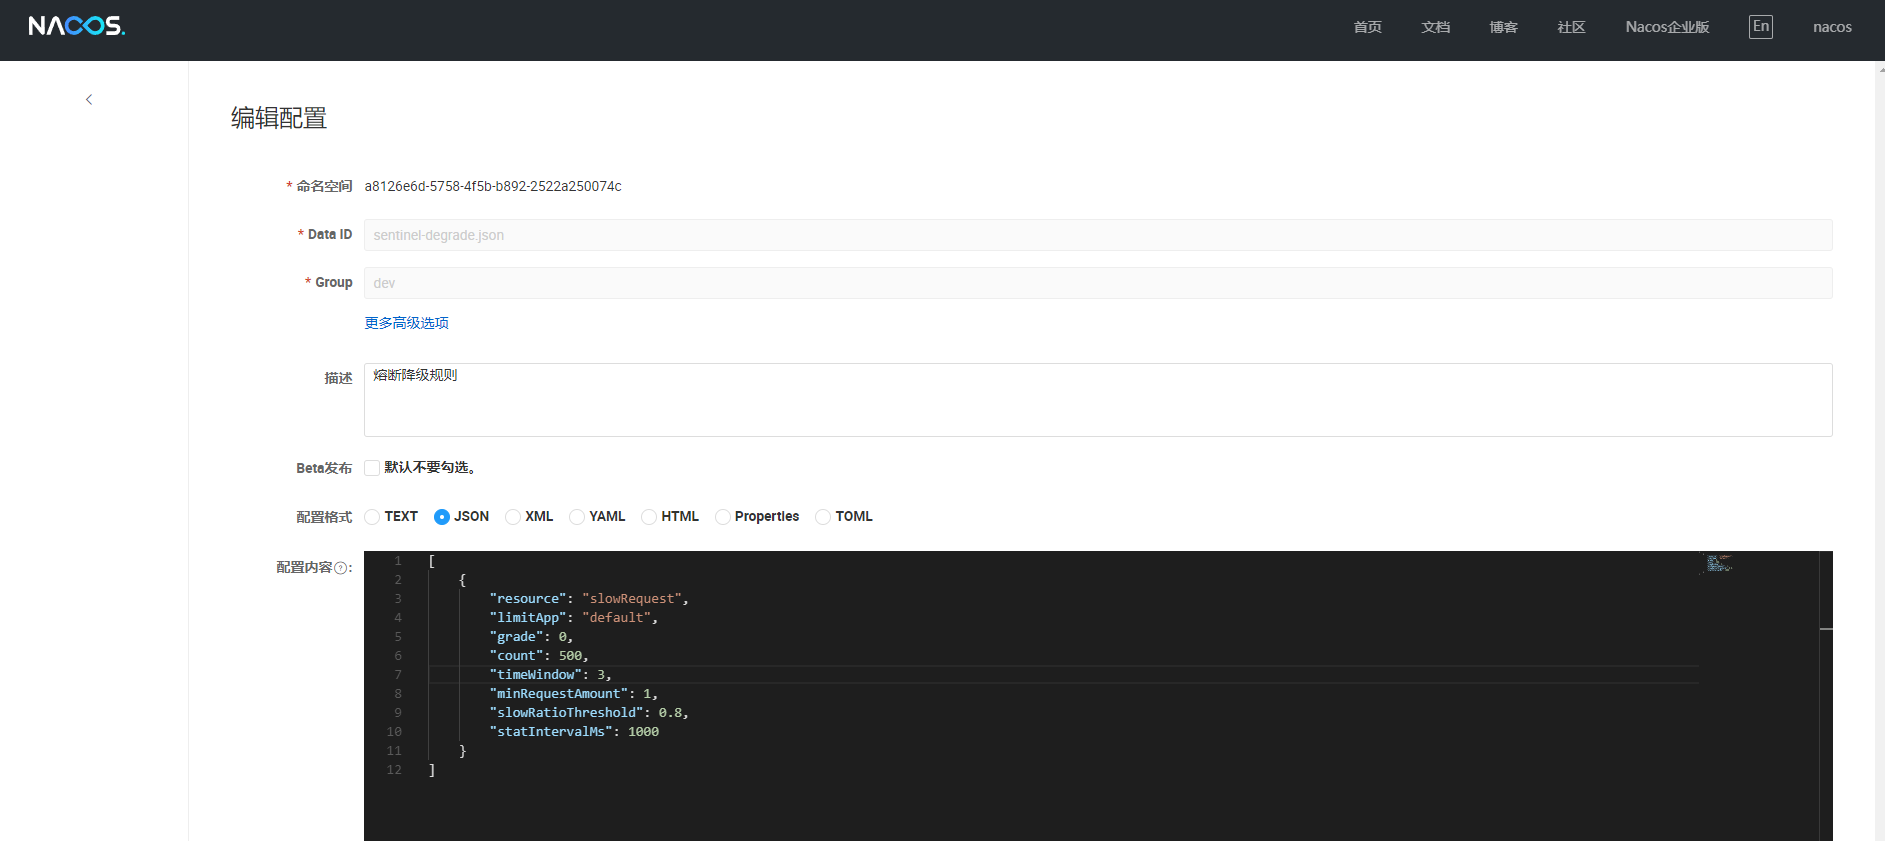 NACOS.
首页 文档 博客 社区 Nacos企业版 En nacos
编辑配置
* 命名空间 a8126e6d-5758-4f5b-b892-2522a250074c
* Data ID sentinel-degrade.json
* Group dev
更多高级选项
描述 熔断降级规则
Beta发布 默认不要勾选。
配置格式 TEXT JSON XML YAML HTML Properties TOML
配置内容?:
1 [
2 {
3 "resource": "slowRequest",
4 "limitApp": "default",
5 "grade": 0,
6 "count": 500,
7 "timeWindow": 3,
8 "minRequestAmount": 1,
9 "slowRatioThreshold": 0.8,
10 "statIntervalMs": 1000
11 }
12 ]